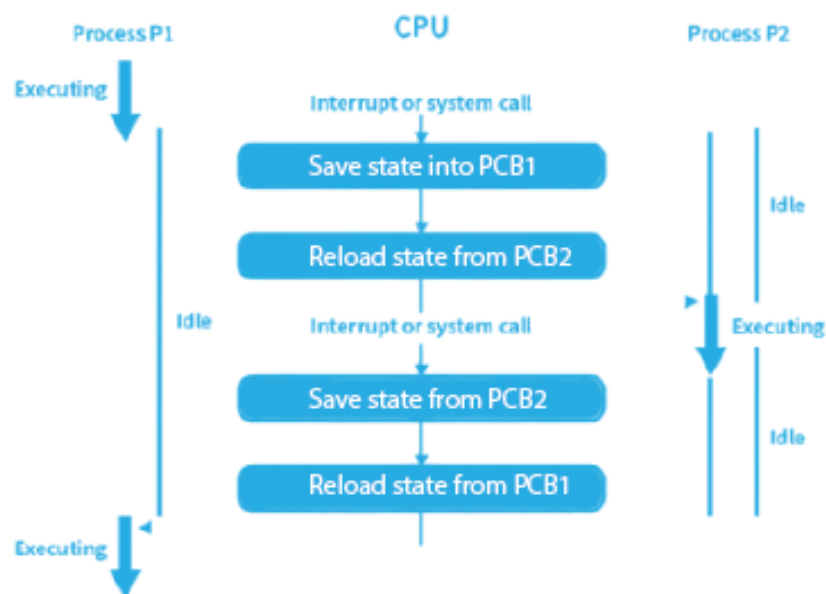 Process P1
CPU
Process P2
Executing
Interrupt or system call
Save state into PCB1
Idle
Reload state from PCB2
Idle
Interrupt or system call
Executing
Save state from PCB2
Idle
Reload state from PCB1
Executing